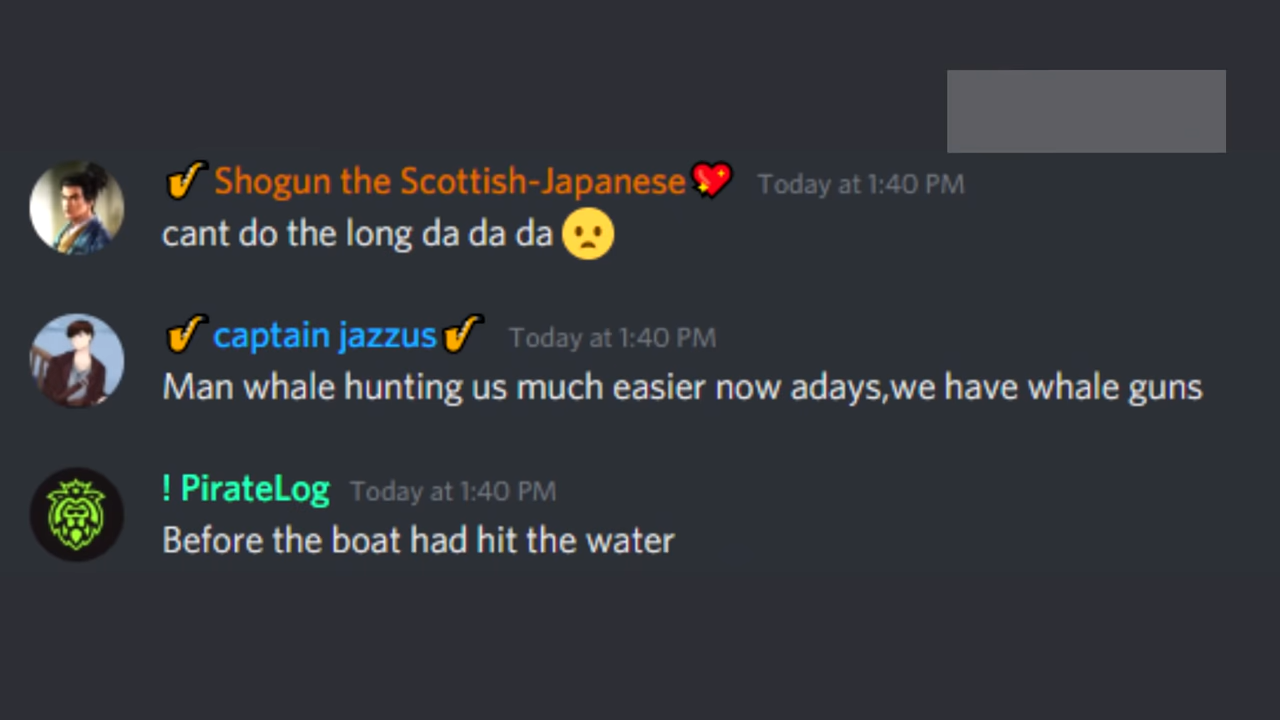 Shogun the Scottish-Japanese Today at 1:40 PM
cant do the long da da da
captain jazzus Today at 1:40 PM
Man whale hunting us much easier now adays,we have whale guns
! PirateLog Today at 1:40 PM
Before the boat had hit the water